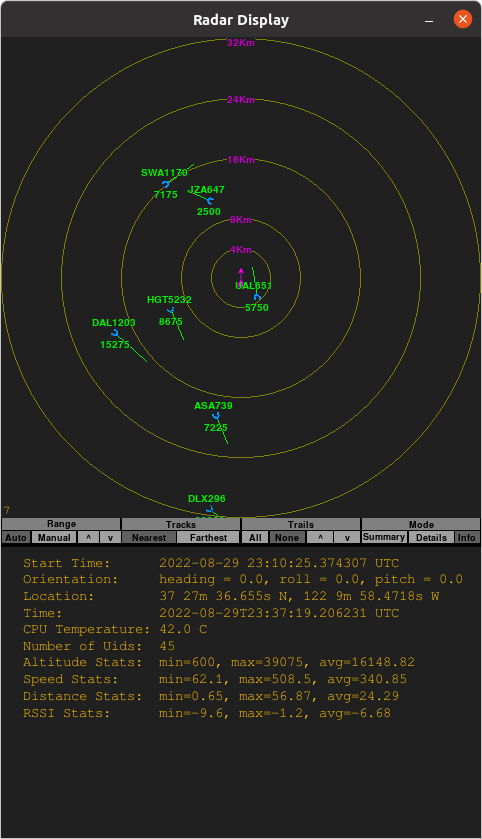 Radar Display
32Km
24Km
16Km
SWA1170
7175
JZA647
2500
8Km
4Km
UAL651
5750
HGT5232
8675
DAL1203
15275
ASA739
7225
DLX296
7
Range Tracks Trails Mode
Auto Manual ^ v Nearest Farthest All None ^ v Summary Details Info
Start Time: 2022-08-29 23:10:25.374307 UTC
Orientation: heading = 0.0, roll = 0.0, pitch = 0.0
Location: 37 27m 36.655s N, 122 9m 58.4718s W
Time: 2022-08-29T23:37:19.206231 UTC
CPU Temperature: 42.0 C
Number of Uids: 45
Altitude Stats: min=600, max=39075, avg=16148.82
Speed Stats: min=62.1, max=508.5, avg=340.85
Distance Stats: min=0.65, max=56.87, avg=24.29
RSSI Stats: min=-9.6, max=-1.2, avg=-6.68